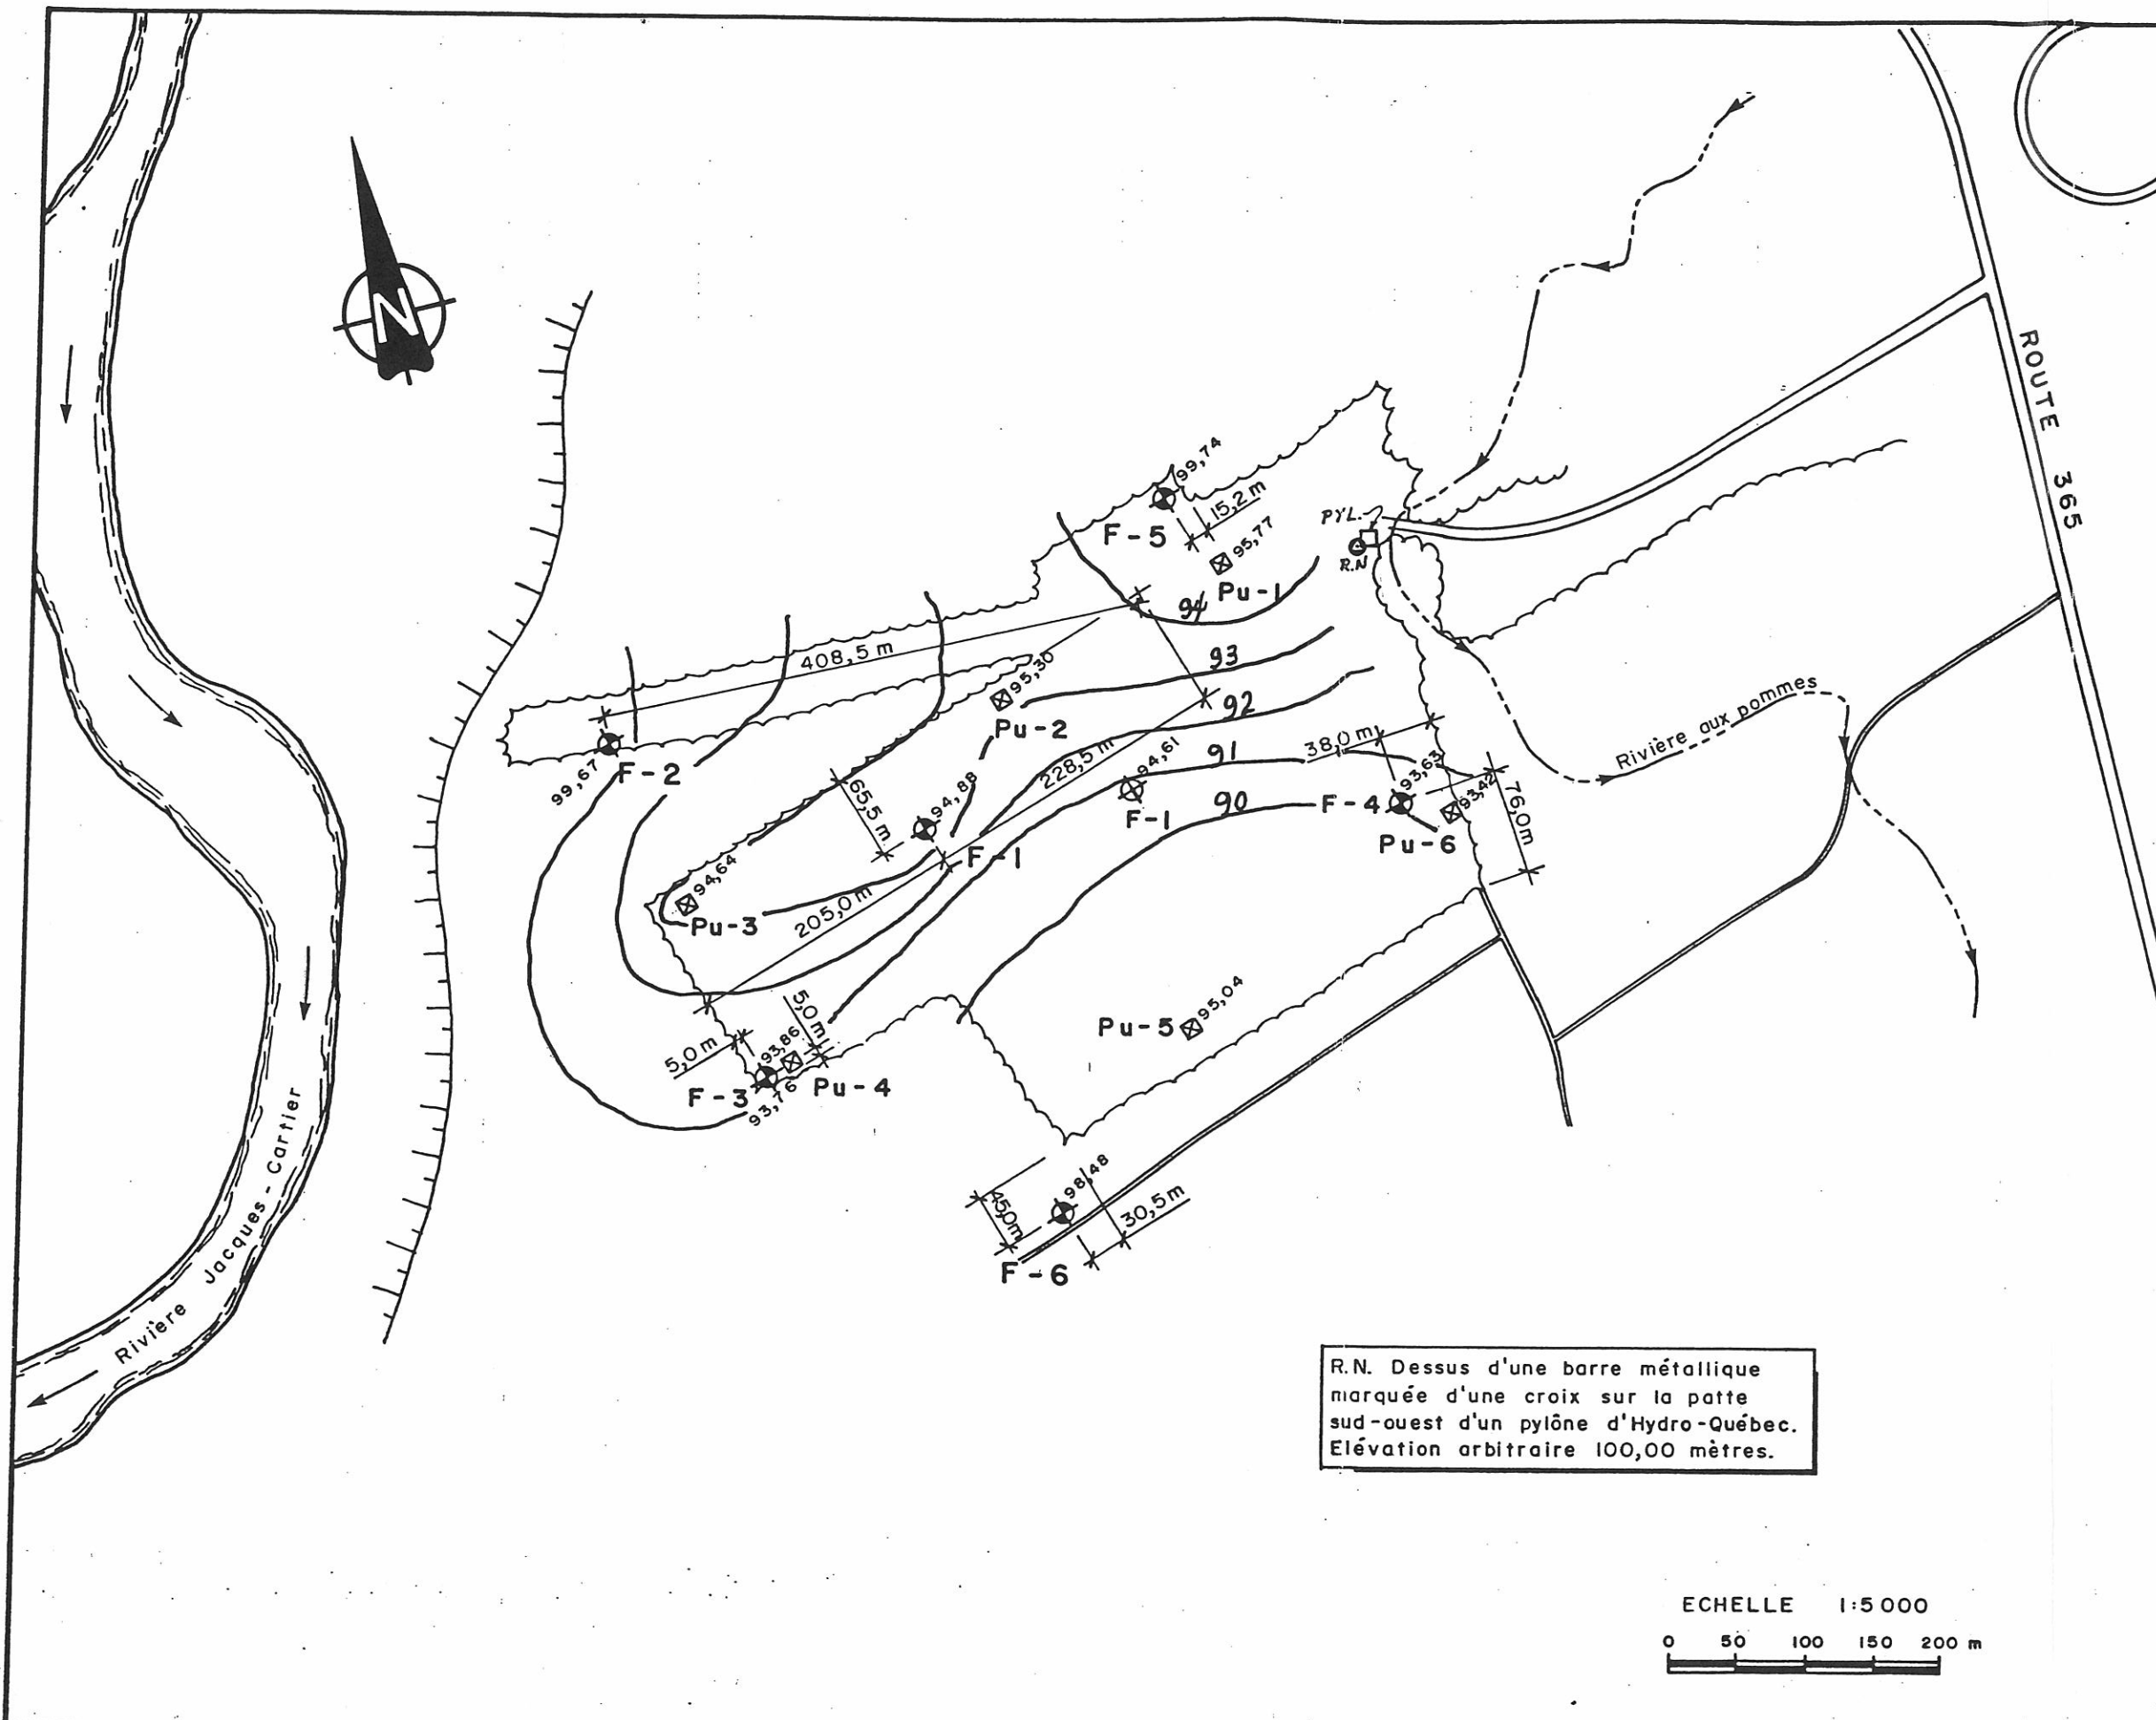 N
ROUTE 365
99,74
F-5
15,2 m
95,77
PYL.
R.N
Pu-1
94
408,5 m
93
95,30
Pu-2
92
Rivière aux pommes
99,67
F-2
65,5 m
94,88
228,5 m
94,61
91
38,0 m
93,63
93,42
76,0m
F-1
90
F-4
Pu-6
F-1
94,64
Pu-3
205,0 m
5,0 m
Pu-5
95,04
5,0 m
93,86
F-3
93,76
Pu-4
Rivière Jacques-Cartier
98,48
45,0m
30,5m
F-6
R.N. Dessus d'une barre métallique
marquée d'une croix sur la patte
sud-ouest d'un pylône d'Hydro-Québec.
Elévation arbitraire 100,00 mètres.
ECHELLE 1:5 000
0 50 100 150 200 m